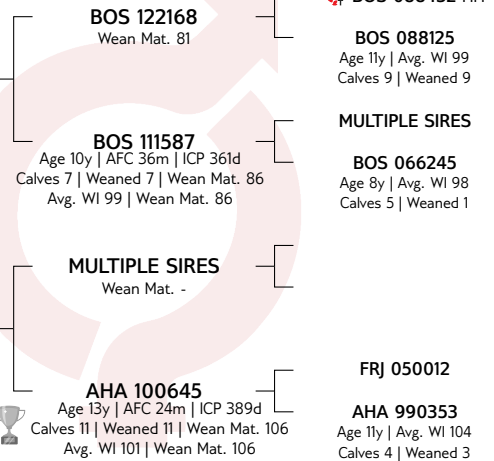 BOS 122168
Wean Mat. 81
BOS 088125
Age 11y | Avg. WI 99
Calves 9 | Weaned 9
BOS 111587
Age 10y | AFC 36m | ICP 361d
Calves 7 | Weaned 7 | Wean Mat. 86
Avg. WI 99 | Wean Mat. 86
MULTIPLE SIRES
BOS 066245
Age 8y | Avg. WI 98
Calves 5 | Weaned 1
MULTIPLE SIRES
Wean Mat. -
AHA 100645
Age 13y | AFC 24m | ICP 389d
Calves 11 | Weaned 11 | Wean Mat. 106
Avg. WI 101 | Wean Mat. 106
FRJ 050012
AHA 990353
Age 11y | Avg. WI 104
Calves 4 | Weaned 3